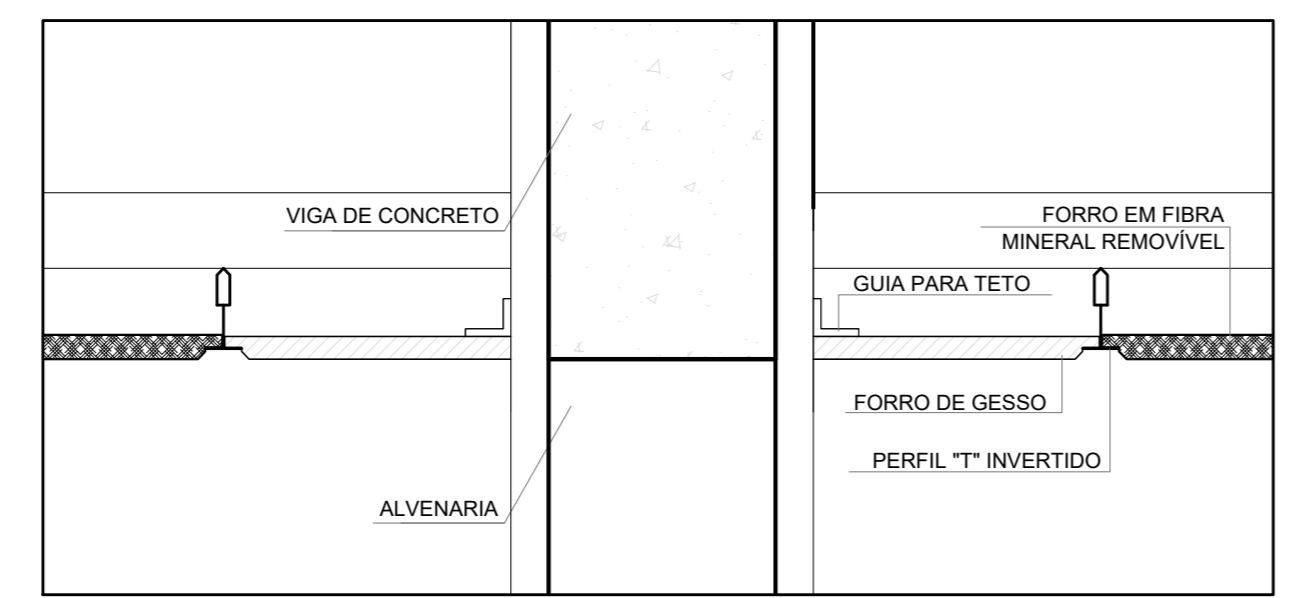 VIGA DE CONCRETO
FORRO EM FIBRA
MINERAL REMOVÍVEL
GUIA PARA TETO
FORRO DE GESSO
PERFIL "T" INVERTIDO
ALVENARIA